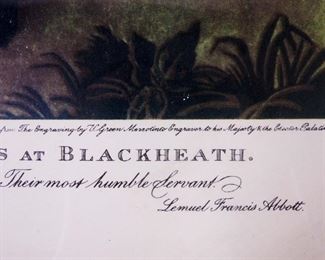 from The Engraving by V. Green Mezzotinto Engraver to his Majesty & the Elector Palatine
S AT BLACKHEATH.
Their most humble Servant.
Lemuel Francis Abbott.